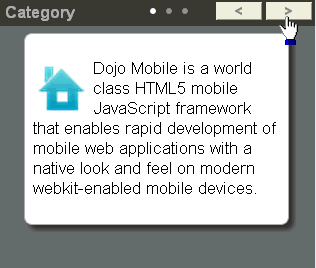 Category
< >
Dojo Mobile is a world
class HTML5 mobile
JavaScript framework
that enables rapid development of
mobile web applications with a
native look and feel on modern
webkit-enabled mobile devices.